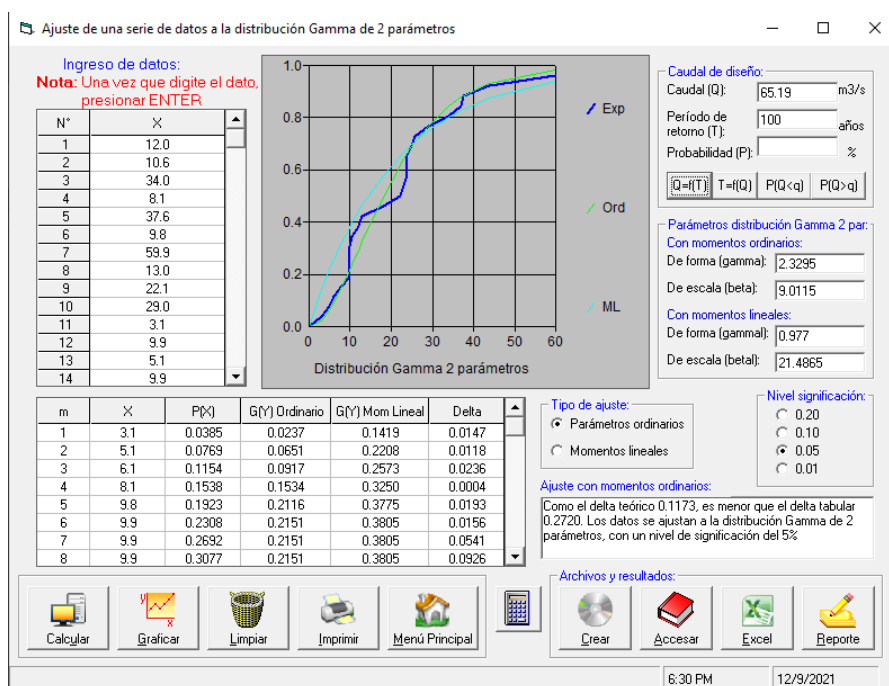 Ajuste de una serie de datos a la distribución Gamma de 2 parámetros
Ingreso de datos:
Nota: Una vez que digite el dato,
presionar ENTER
N° X
1 12.0
2 10.6
3 34.0
4 8.1
5 37.6
6 9.8
7 59.9
8 13.0
9 22.1
10 29.0
11 3.1
12 9.9
13 5.1
14 9.9
1.0
0.8
0.6
0.4
0.2
0.0
0 10 20 30 40 50 60
Distribución Gamma 2 parámetros
Exp
Ord
ML
Caudal de diseño:
Caudal (Q): 65.19 m3/s
Período de
retorno (T): 100 años
Probabilidad (P): %
Q=f(T) T=f(Q) P(Q<q) P(Q>q)
Parámetros distribución Gamma 2 par:
Con momentos ordinarios:
De forma (gamma): 2.3295
De escala (beta): 9.0115
Con momentos lineales:
De forma (gammal): 0.977
De escala (betal): 21.4865
m X P(X) G(Y) Ordinario G(Y) Mom Lineal Delta
1 3.1 0.0385 0.0237 0.1419 0.0147
2 5.1 0.0769 0.0651 0.2208 0.0118
3 6.1 0.1154 0.0917 0.2573 0.0236
4 8.1 0.1538 0.1534 0.3250 0.0004
5 9.8 0.1923 0.2116 0.3775 0.0193
6 9.9 0.2308 0.2151 0.3805 0.0156
7 9.9 0.2692 0.2151 0.3805 0.0541
8 9.9 0.3077 0.2151 0.3805 0.0926
Tipo de ajuste:
Parámetros ordinarios
Momentos lineales
Nivel significación:
0.20
0.10
0.05
0.01
Ajuste con momentos ordinarios:
Como el delta teórico 0.1173, es menor que el delta tabular
0.2720. Los datos se ajustan a la distribución Gamma de 2
parámetros, con un nivel de significación del 5%
Calcular Graficar Limpiar Imprimir Menú Principal
Archivos y resultados:
Crear Accesar Excel Reporte
6:30 PM 12/9/2021